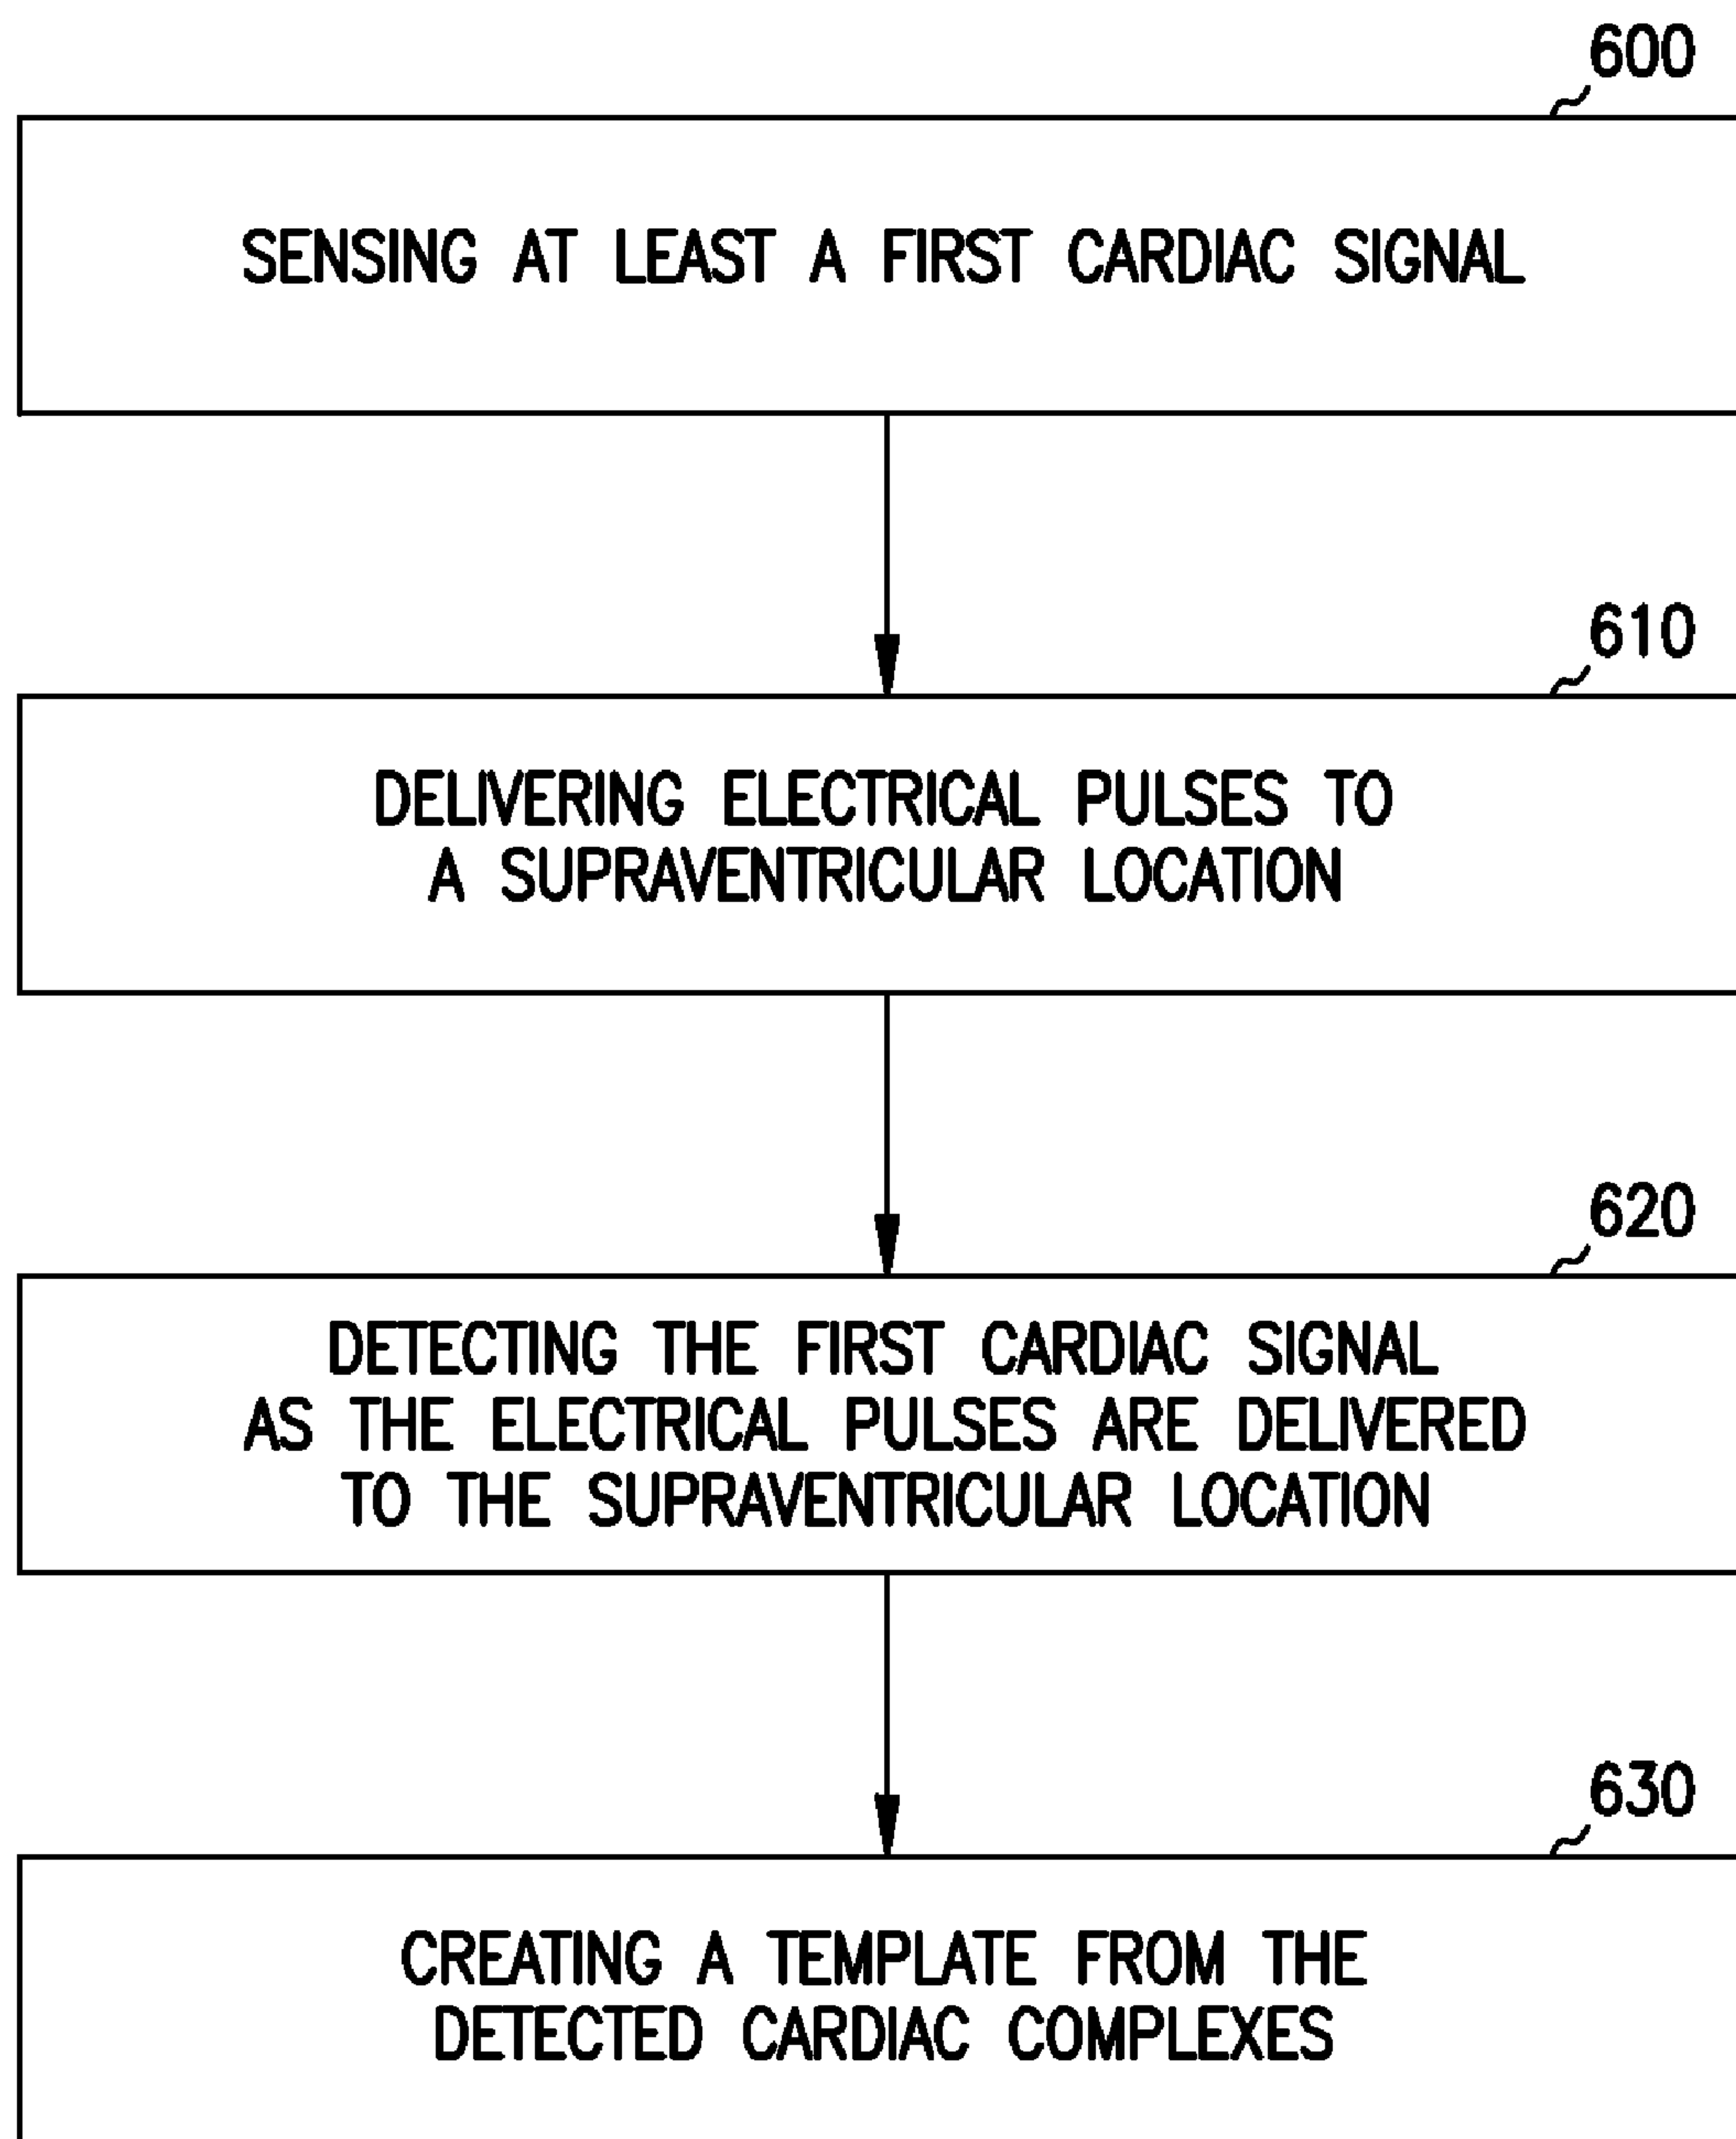 600
SENSING AT LEAST A FIRST CARDIAC SIGNAL
610
DELIVERING ELECTRICAL PULSES TO
A SUPRAVENTRICULAR LOCATION
620
DETECTING THE FIRST CARDIAC SIGNAL
AS THE ELECTRICAL PULSES ARE DELIVERED
TO THE SUPRAVENTRICULAR LOCATION
630
CREATING A TEMPLATE FROM THE
DETECTED CARDIAC COMPLEXES